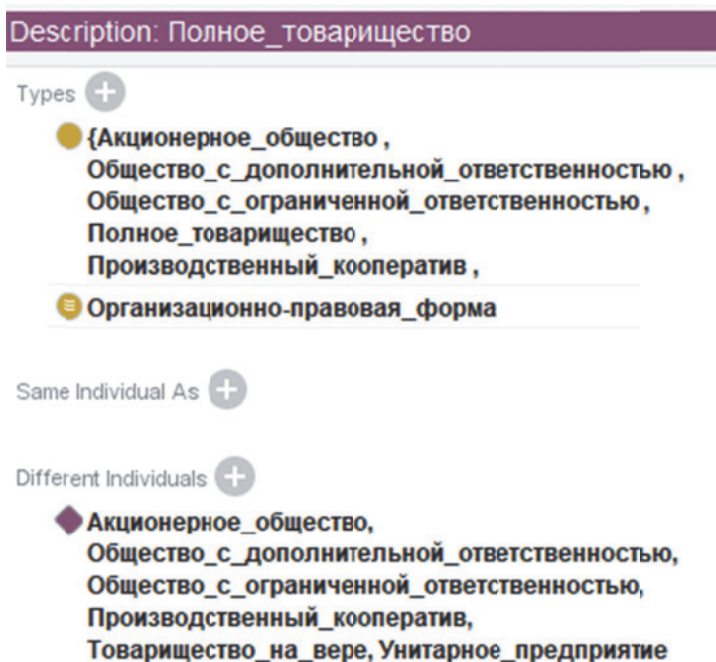 Description: Полное_товарищество
Types
{Акционерное_общество ,
Общество_с_дополнительной_ответственностью ,
Общество_с_ограниченной_ответственностью ,
Полное_товарищество ,
Производственный_кооператив ,
Организационно-правовая_форма
Same Individual As
Different Individuals
Акционерное_общество,
Общество_с_дополнительной_ответственностью,
Общество_с_ограниченной_ответственностью,
Производственный_кооператив,
Товарищество_на_вере, Унитарное_предприятие